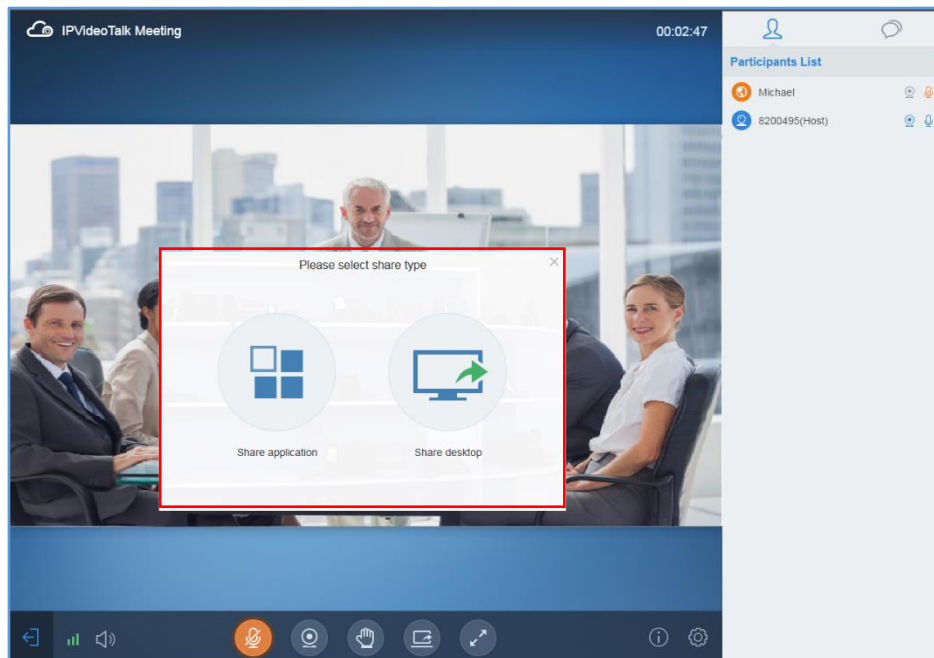 IPVideoTalk Meeting
00:02:47
Participants List
Michael
8200495(Host)
Please select share type
Share application
Share desktop